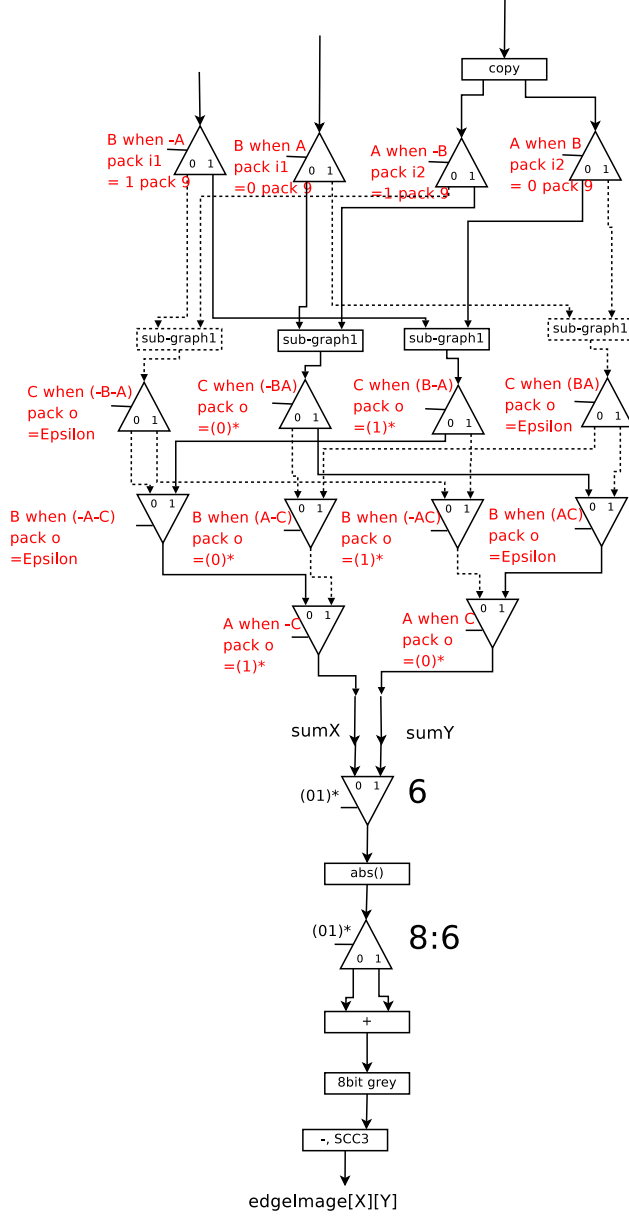 copy
B when -A
pack i1
= 1 pack 9
0 1
B when A
pack i1
=0 pack 9
0 1
A when -B
pack i2
=1 pack 9
0 1
A when B
pack i2
= 0 pack 9
0 1
sub-graph1
sub-graph1
sub-graph1
sub-graph1
C when (-B-A)
pack o
=Epsilon
0 1
C when (-BA)
pack o
=(0)*
0 1
C when (B-A)
pack o
=(1)*
0 1
C when (BA)
pack o
=Epsilon
0 1
B when (-A-C)
pack o
=Epsilon
0 1
B when (A-C)
pack o
=(0)*
0 1
B when (-AC)
pack o
=(1)*
0 1
B when (AC)
pack o
=Epsilon
0 1
A when -C
pack o
=(1)*
0 1
A when C
pack o
=(0)*
0 1
sumX
sumY
0 1
(01)*
6
abs()
(01)*
8:6
0 1
+
8bit grey
-, SCC3
edgeImage[X][Y]